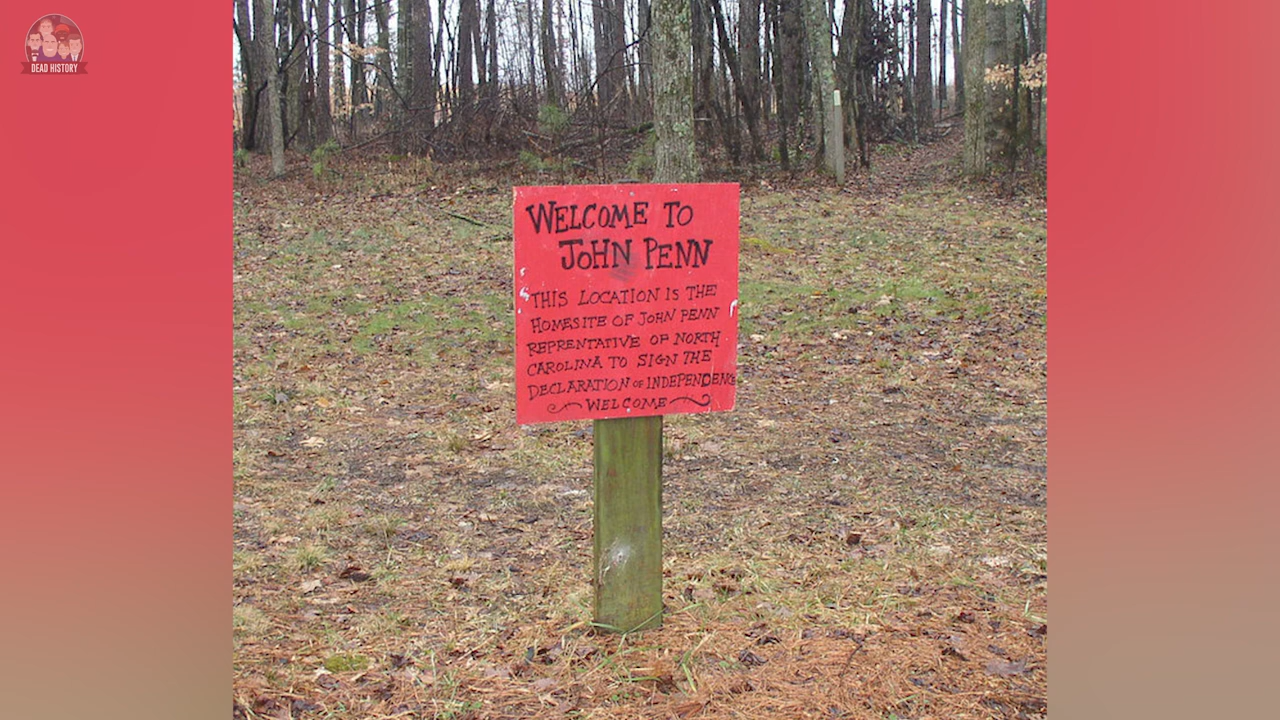 DEAD HISTORY
WELCOME TO
JOHN PENN
THIS LOCATION IS THE
HOMESITE OF JOHN PENN
REPRENTATIVE OF NORTH
CAROLINA TO SIGN THE
DECLARATION OF INDEPENDENCE
WELCOME